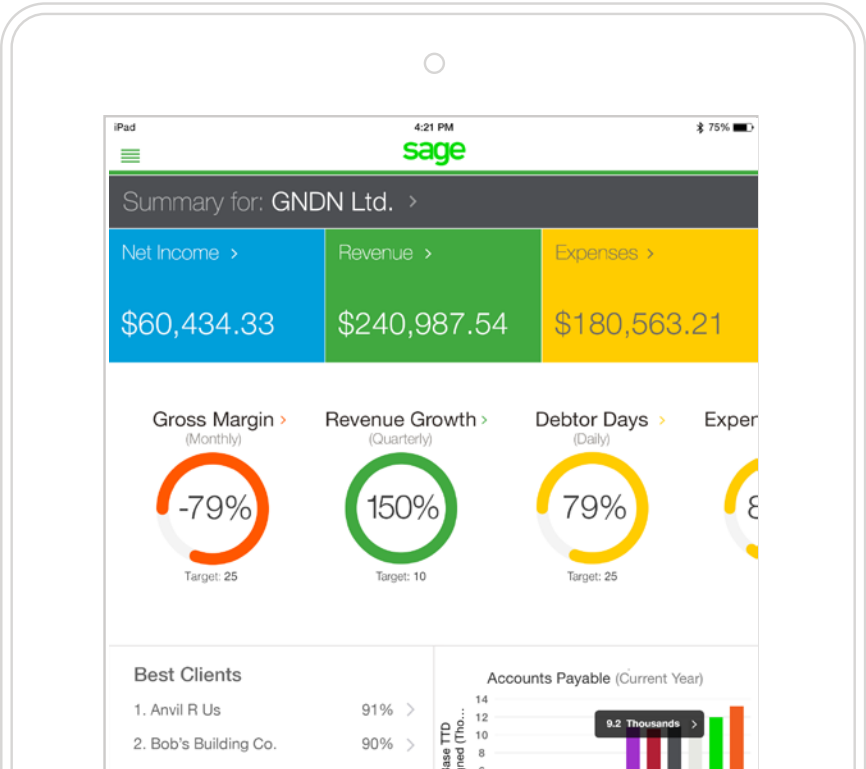 iPad 4:21 PM 75%
sage
Summary for: GNDN Ltd. >
Net Income > Revenue > Expenses >
$60,434.33 $240,987.54 $180,563.21
Gross Margin > Revenue Growth > Debtor Days >
(Monthly) (Quarterly) (Daily)
-79% 150% 79%
Target: 25 Target: 10 Target: 25
Best Clients
1. Anvil R Us 91% >
2. Bob's Building Co. 90% >
Accounts Payable (Current Year)
14
12
10
8
9.2 Thousands >